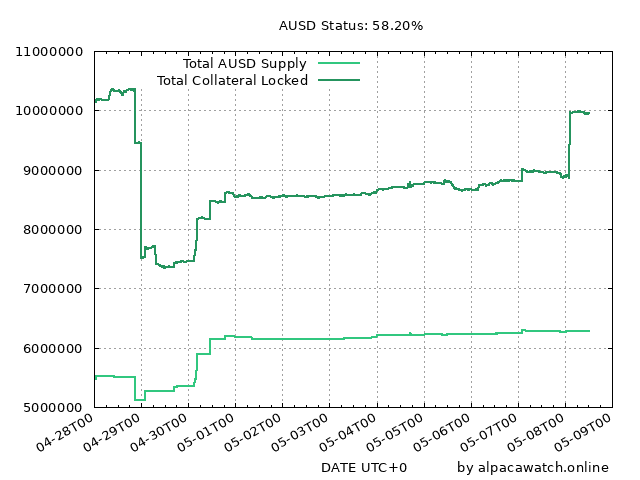 AUSD Status: 58.20%
Total AUSD Supply
Total Collateral Locked
11000000
10000000
9000000
8000000
7000000
6000000
5000000
04-28T00
04-29T00
04-30T00
05-01T00
05-02T00
05-03T00
05-04T00
05-05T00
05-06T00
05-07T00
05-08T00
05-09T00
DATE UTC+0
by alpacawatch.online